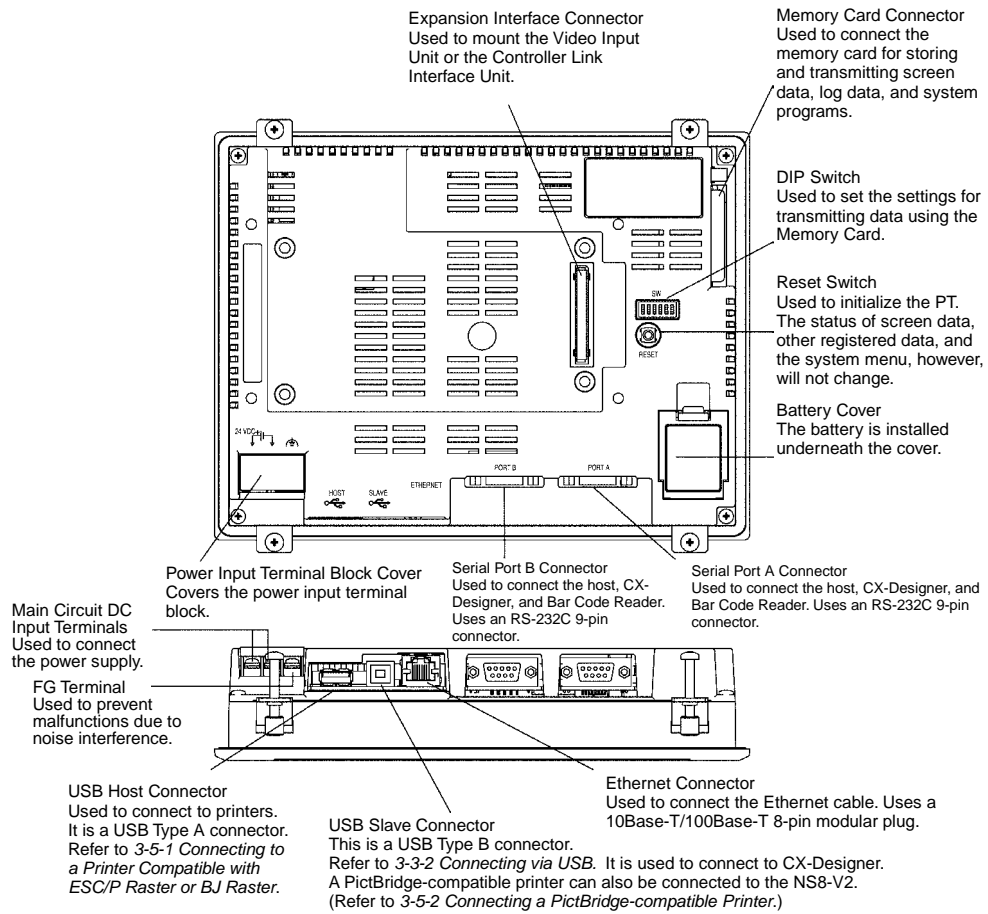 Expansion Interface Connector
Used to mount the Video Input
Unit or the Controller Link
Interface Unit.
Memory Card Connector
Used to connect the
memory card for storing
and transmitting screen
data, log data, and system
programs.
DIP Switch
Used to set the settings for
transmitting data using the
Memory Card.
SW
RESET
Reset Switch
Used to initialize the PT.
The status of screen data,
other registered data, and
the system menu, however,
will not change.
Battery Cover
The battery is installed
underneath the cover.
24 VDC
HOST
SLAVE
ETHERNET
PORT B
PORT A
Power Input Terminal Block Cover
Covers the power input terminal
block.
Serial Port B Connector
Used to connect the host, CX-
Designer, and Bar Code Reader.
Uses an RS-232C 9-pin
connector.
Serial Port A Connector
Used to connect the host, CX-Designer, and
Bar Code Reader. Uses an RS-232C 9-pin
connector.
Main Circuit DC
Input Terminals
Used to connect
the power supply.
FG Terminal
Used to prevent
malfunctions due to
noise interference.
USB Host Connector
Used to connect to printers.
It is a USB Type A connector.
Refer to 3-5-1 Connecting to
a Printer Compatible with
ESC/P Raster or BJ Raster.
USB Slave Connector
This is a USB Type B connector.
Refer to 3-3-2 Connecting via USB. It is used to connect to CX-Designer.
A PictBridge-compatible printer can also be connected to the NS8-V2.
(Refer to 3-5-2 Connecting a PictBridge-compatible Printer.)
Ethernet Connector
Used to connect the Ethernet cable. Uses a
10Base-T/100Base-T 8-pin modular plug.